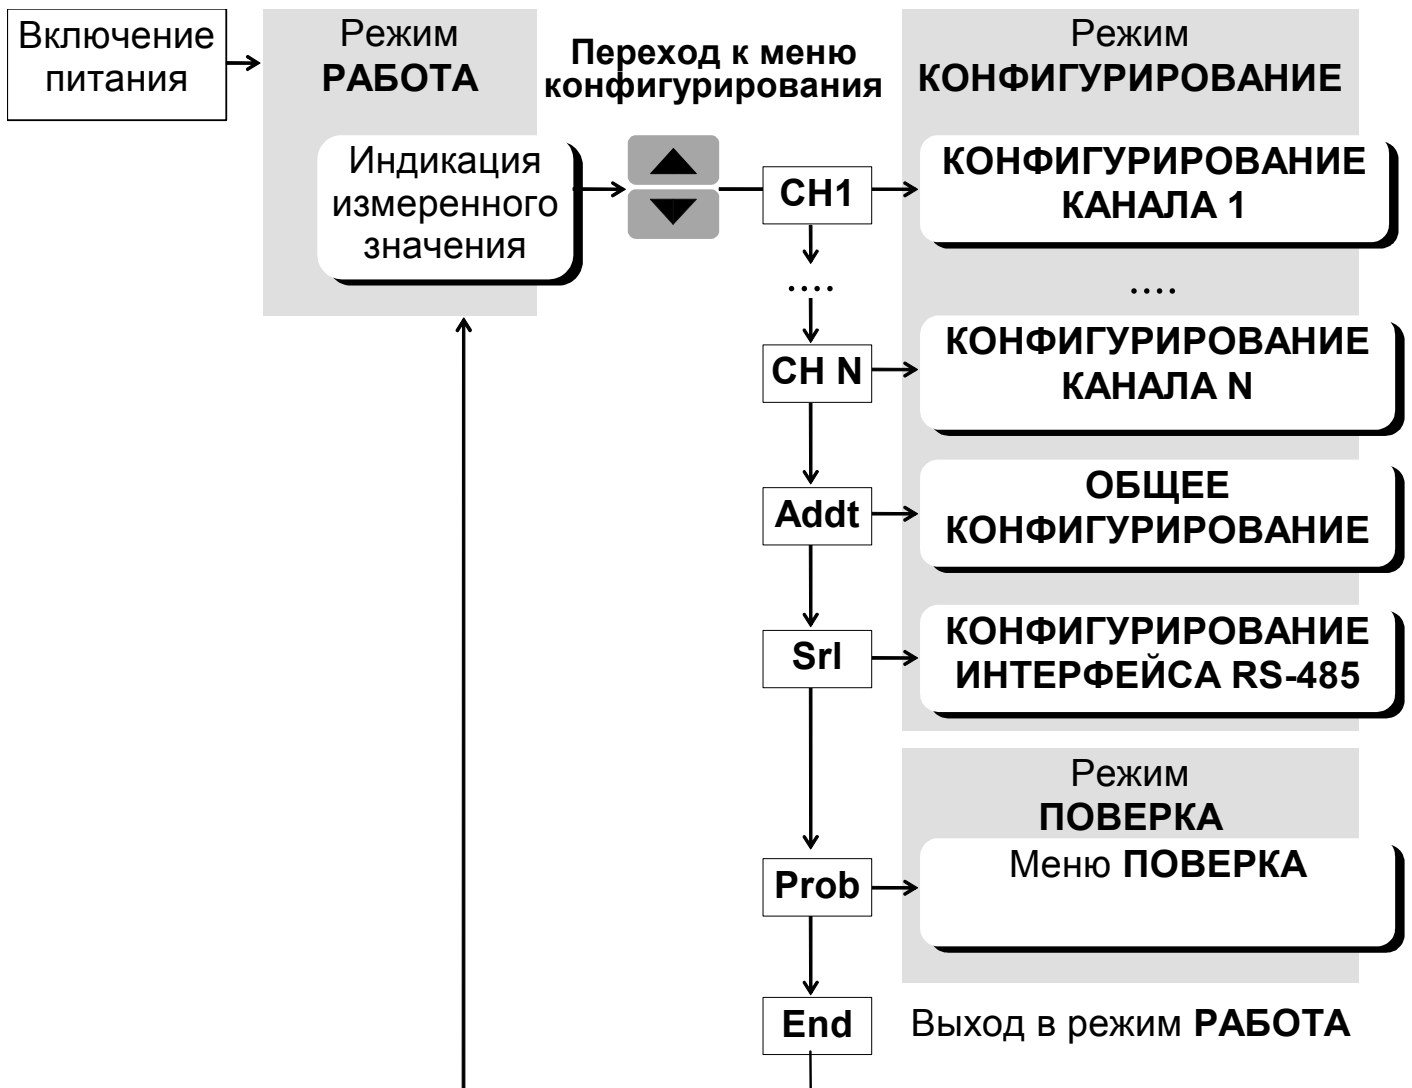 Включение
питания
Режим
РАБОТА
Индикация
измеренного
значения
Переход к меню
конфигурирования
Режим
КОНФИГУРИРОВАНИЕ
CH1
КОНФИГУРИРОВАНИЕ
КАНАЛА 1
....
....
CH N
КОНФИГУРИРОВАНИЕ
КАНАЛА N
Addt
ОБЩЕЕ
КОНФИГУРИРОВАНИЕ
Srl
КОНФИГУРИРОВАНИЕ
ИНТЕРФЕЙСА RS-485
Режим
ПОВЕРКА
Prob
Меню ПОВЕРКА
End
Выход в режим РАБОТА